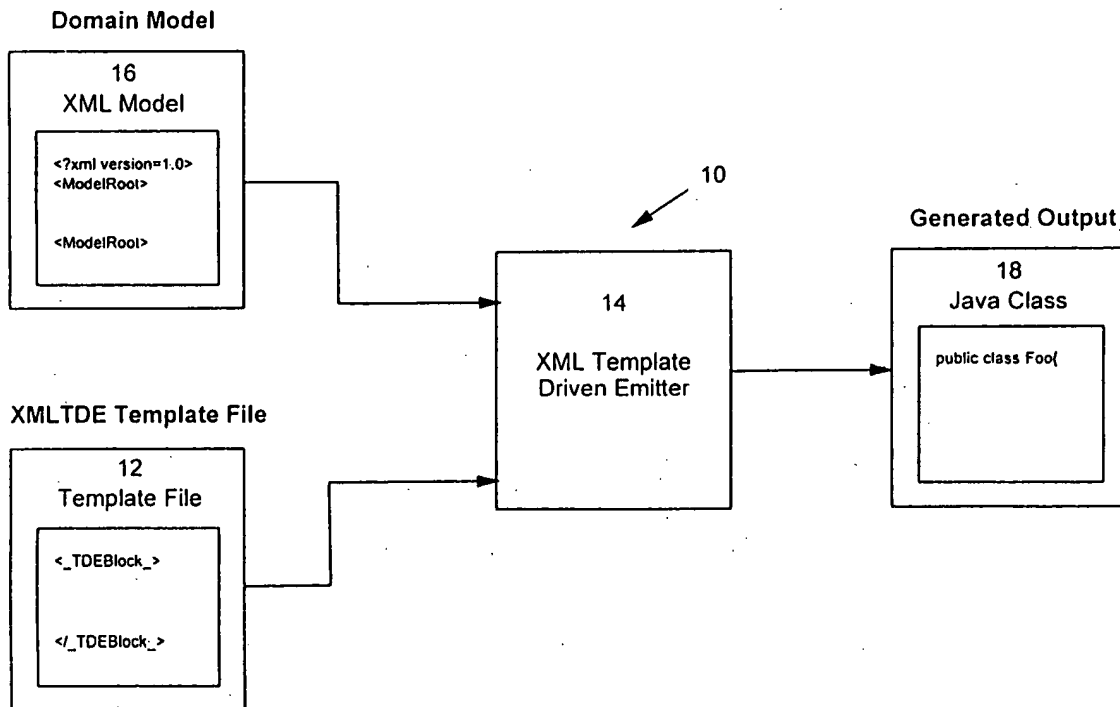 Domain Model
16
XML Model
<?xml version=1.0>
<ModelRoot>
<ModelRoot>
10
14
XML Template
Driven Emitter
Generated Output
18
Java Class
public class Foo{
XMLTDE Template File
12
Template File
<_TDEBlock_>
</_TDEBlock_>